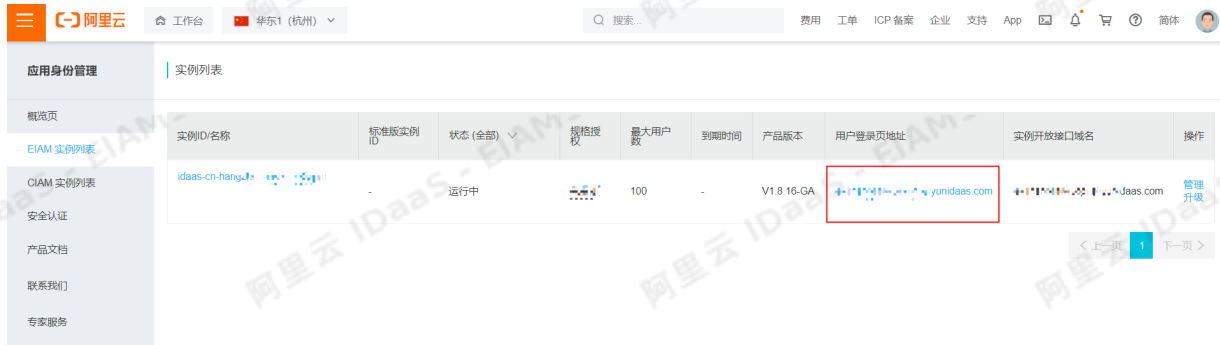 阿里云 工作台 华东1（杭州） 搜索... 费用 工单 ICP 备案 企业 支持 App 简体
应用身份管理
实例列表
概览页
EIAM 实例列表
CIAM 实例列表
安全认证
产品文档
联系我们
专家服务
实例ID/名称 标准版实例ID 状态 (全部) 规格授权 最大用户数 到期时间 产品版本 用户登录页地址 实例开放接口域名 操作
idaas-cn-hang - 运行中 100 - V1.8.16-GA yunidaas.com daas.com 管理
升级
上一页 1 下一页
阿里云 IDaaS - EIAM